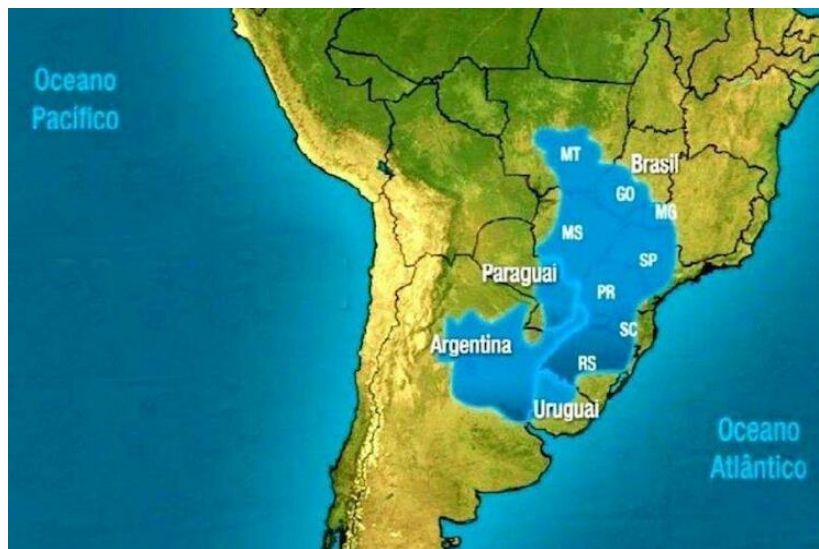 Oceano
Pacífico
MT
Brasil
GO
MG
MS
SP
Paraguai
PR
SC
Argentina
RS
Uruguai
Oceano
Atlântico